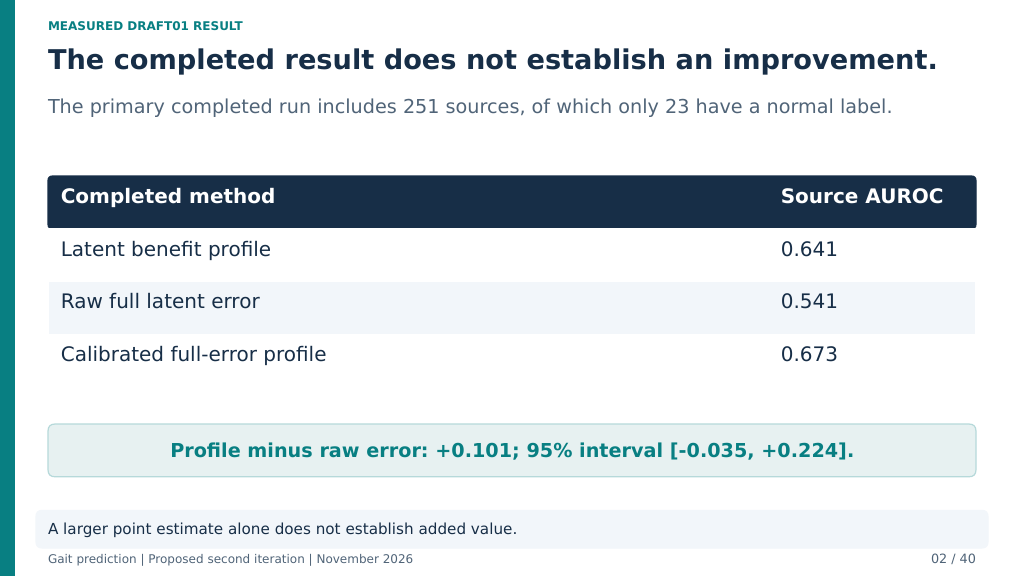 MEASURED DRAFT01 RESULT
The completed result does not establish an improvement.
The primary completed run includes 251 sources, of which only 23 have a normal label.
Completed method Source AUROC
Latent benefit profile 0.641
Raw full latent error 0.541
Calibrated full-error profile 0.673
Profile minus raw error: +0.101; 95% interval [-0.035, +0.224].
A larger point estimate alone does not establish added value.
Gait prediction | Proposed second iteration | November 2026 02 / 40